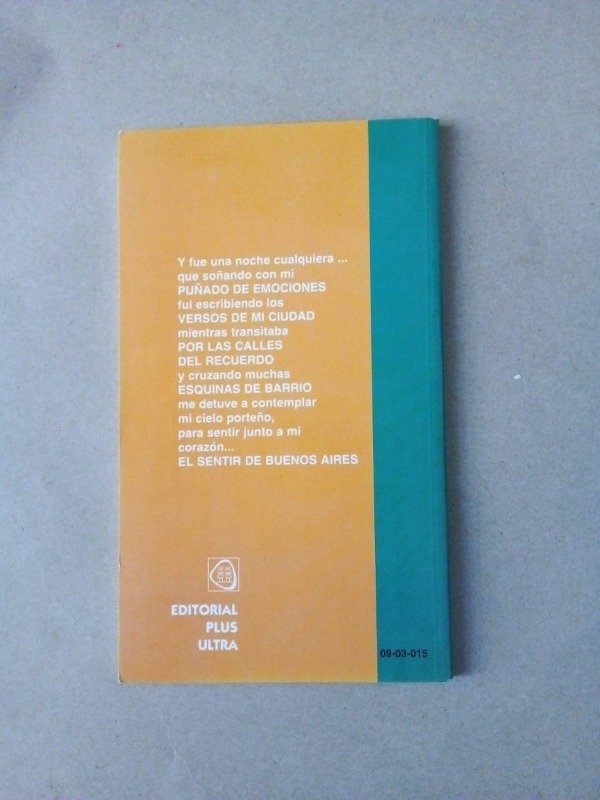 Y fue una noche cualquiera ...
que soñando con mi
PUÑADO DE EMOCIONES
fui escribiendo los
VERSOS DE Mi CIUDAD
mientras transitaba
POR LAS CALLES
DEL RECUERDO
y cruzando muchas
ESQUINAS DE BARRIO
me detuve a contemplar
mi cielo porteño,
para sentir junto a mi
corazón...
EL SENTIR DE BUENOS AIRES
EDITORIAL
PLUS
ULTRA
09-03-015